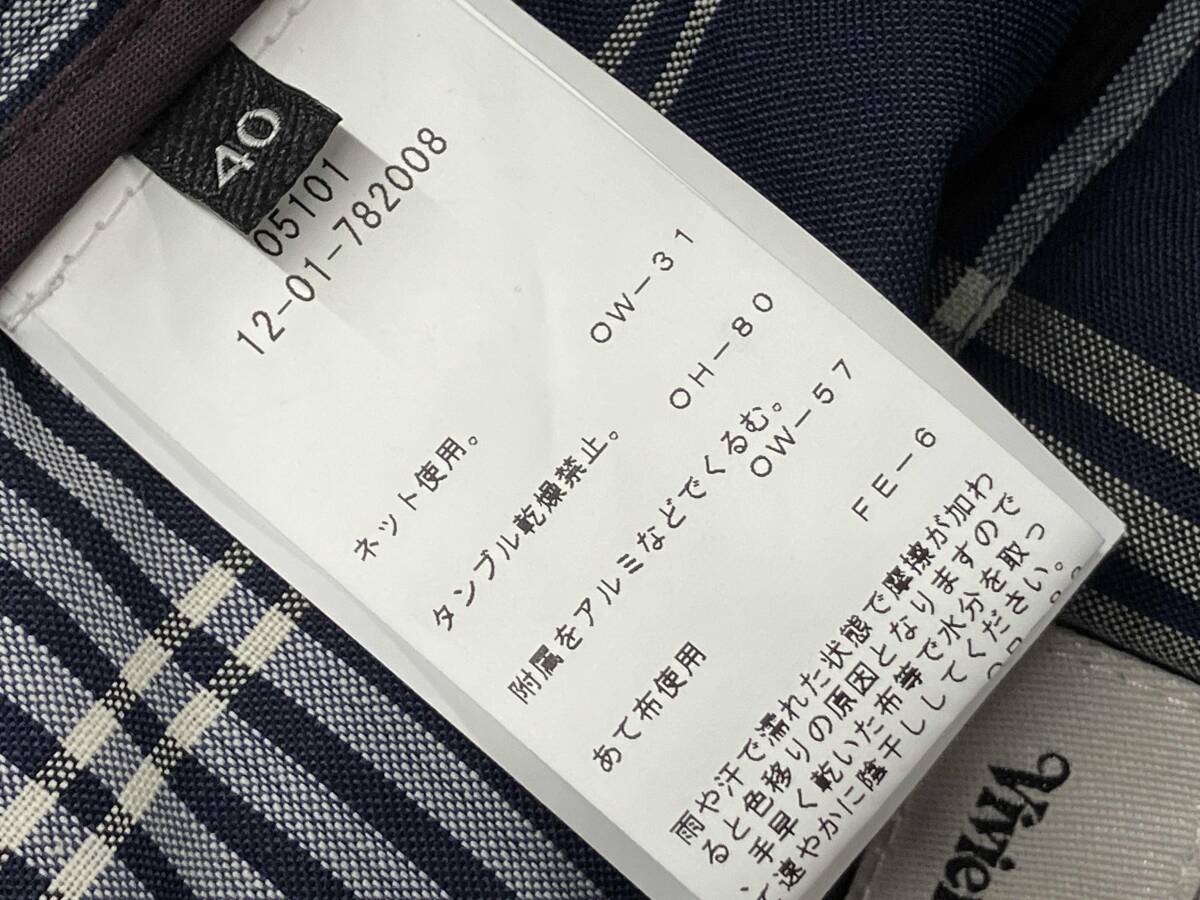 40
05101
12-01-782008
OW-31
ネット使用。
OH-80
タンブル乾燥禁止。
OW-57
附属をアルミなどでくるむ。
FE-6
あて布使用
雨や汗で濡れた状態で摩擦が加わ
ると色移りの原因となりますので
手早く乾いた布等で水分を取っ
て速やかに陰干ししてください。